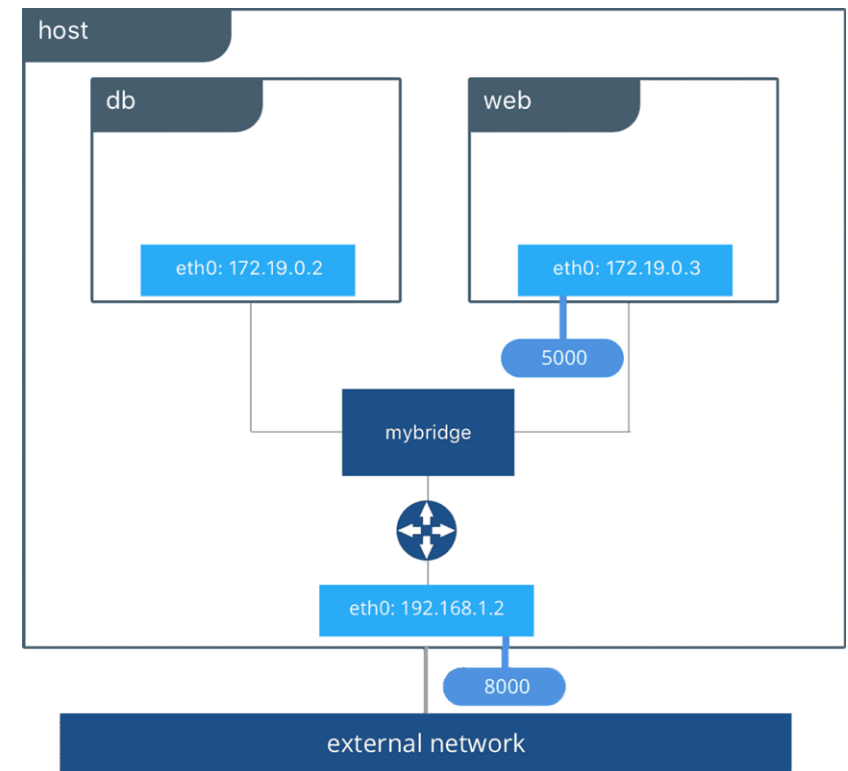 host
db
web
eth0: 172.19.0.2
eth0: 172.19.0.3
5000
mybridge
eth0: 192.168.1.2
8000
external network